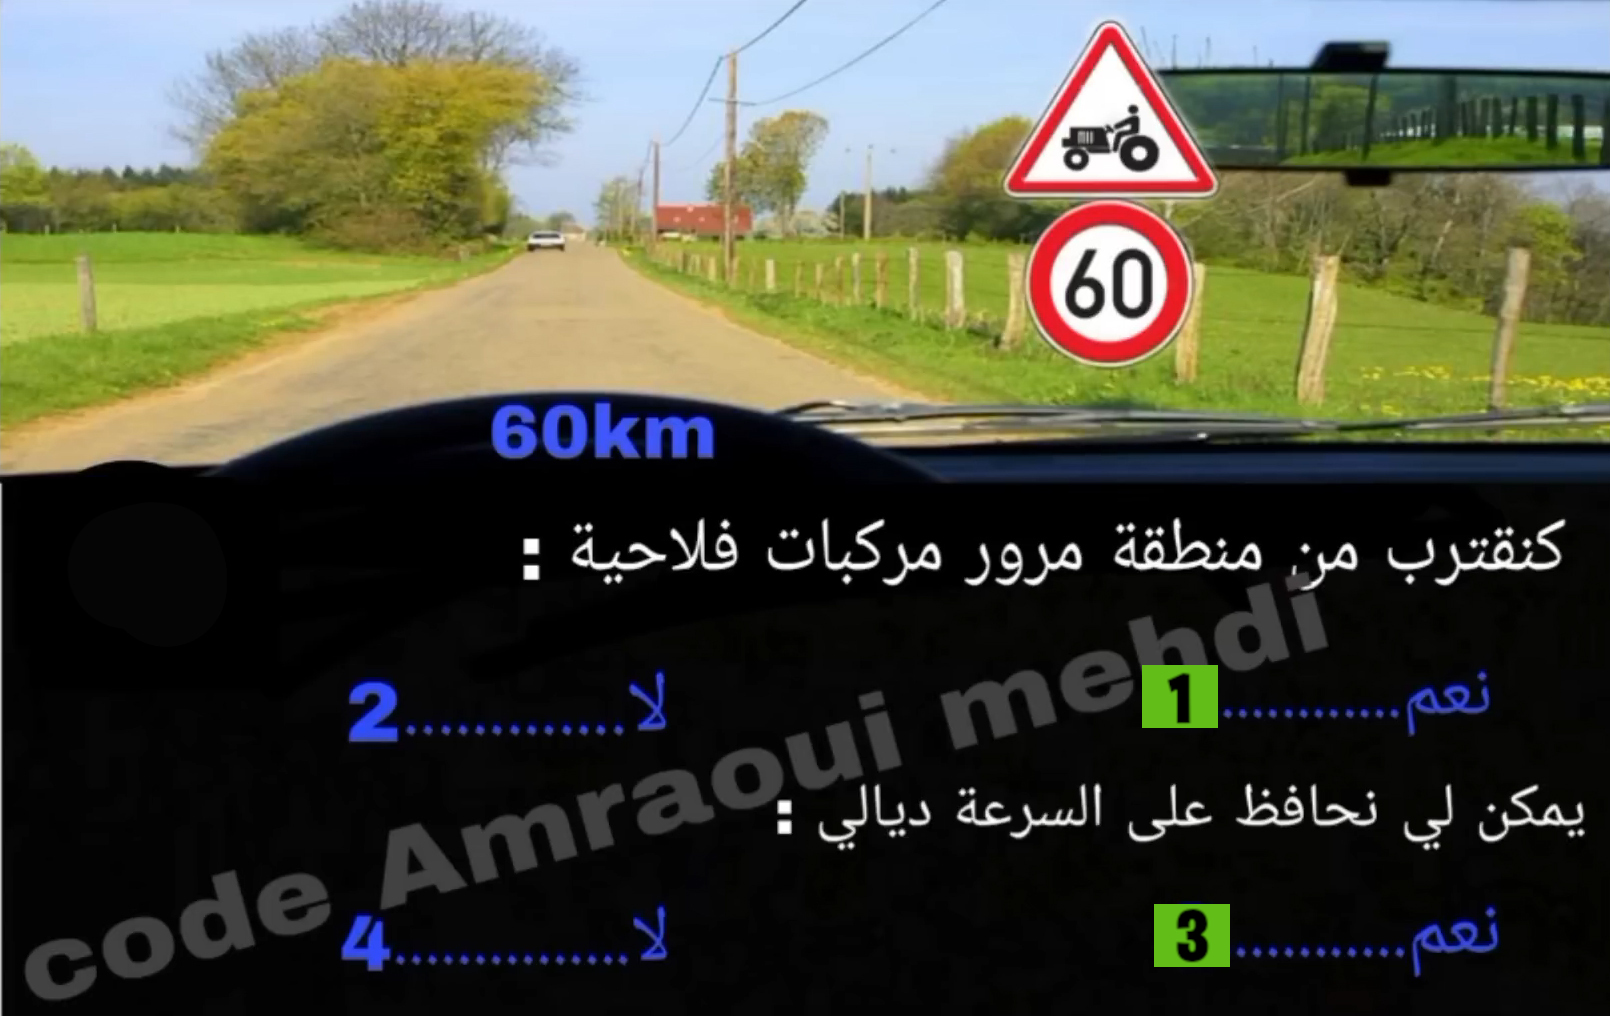 60
60km
كنقترب من منطقة مرور مركبات فلاحية :
نعم............1 لا.............2
يمكن لي نحافظ على السرعة ديالي :
نعم...........3 لا..............4
code Amraoui mehdi